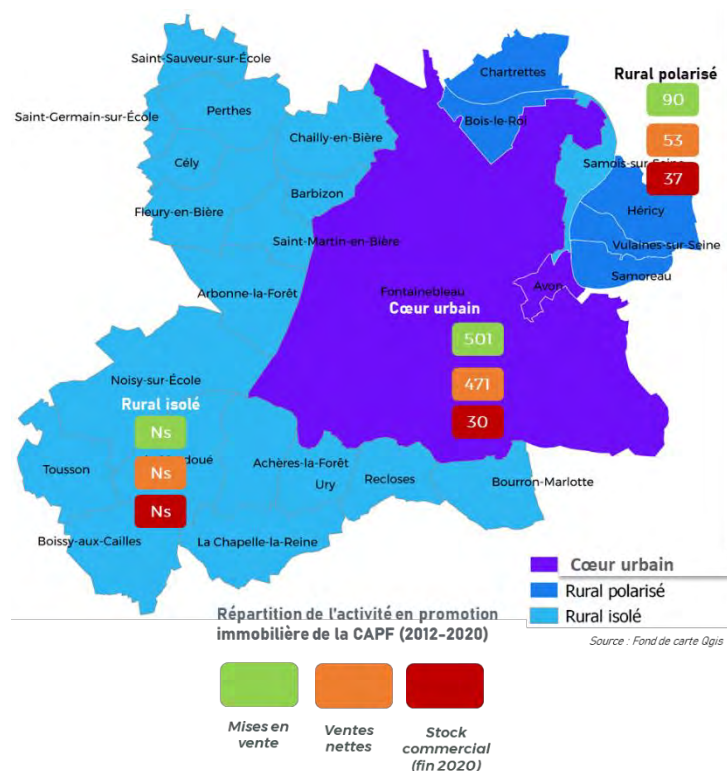 Saint-Sauveur-sur-École
Chartrettes
Rural polarisé
90
Perthes
Saint-Germain-sur-École
Bois-le-Roi
53
Chailly-en-Bière
Cély
Samois-sur-Seine
37
Barbizon
Fleury-en-Bière
Héricy
Saint-Martin-en-Bière
Vulaines-sur-Seine
Samoreau
Arbonne-la-Forêt
Fontainebleau
Avon
Cœur urbain
501
471
30
Noisy-sur-École
Rural isolé
Ns
Tousson
doué
Ns
Achères-la-Forêt
Ury
Recloses
Bourron-Marlotte
Ns
Boissy-aux-Cailles
La Chapelle-la-Reine
Cœur urbain
Rural polarisé
Rural isolé
Répartition de l'activité en promotion
immobilière de la CAPF (2012-2020)
Source : Fond de carte Qgis
Mises en
vente
Ventes
nettes
Stock
commercial
(fin 2020)